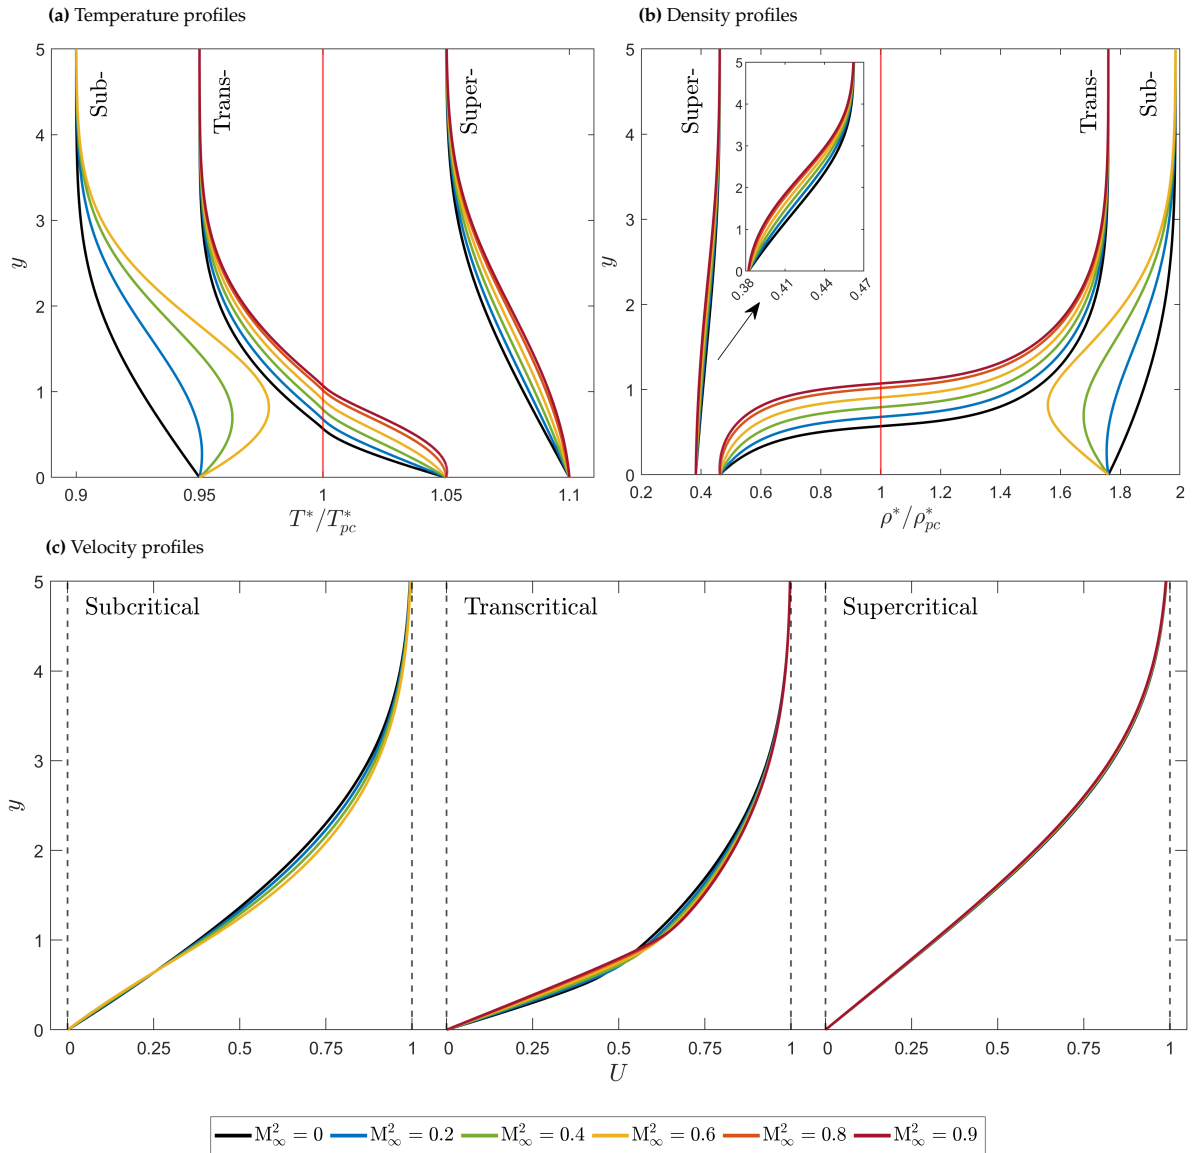 (a) Temperature profiles
(b) Density profiles
5
4
3
2
1
0
y
Sub-
Trans-
Super-
0.9
0.95
1
1.05
1.1
T*/T*pc
5
4
3
2
1
0
y
Super-
Trans-
Sub-
5
4
3
2
1
0
0.38
0.41
0.44
0.47
0.2
0.4
0.6
0.8
1
1.2
1.4
1.6
1.8
2
ρ*/ρ*pc
(c) Velocity profiles
5
4
3
2
1
0
y
Subcritical
Transcritical
Supercritical
0 0.25 0.5 0.75 1
0 0.25 0.5 0.75 1
0 0.25 0.5 0.75 1
U
M²∞ = 0 M²∞ = 0.2 M²∞ = 0.4 M²∞ = 0.6 M²∞ = 0.8 M²∞ = 0.9